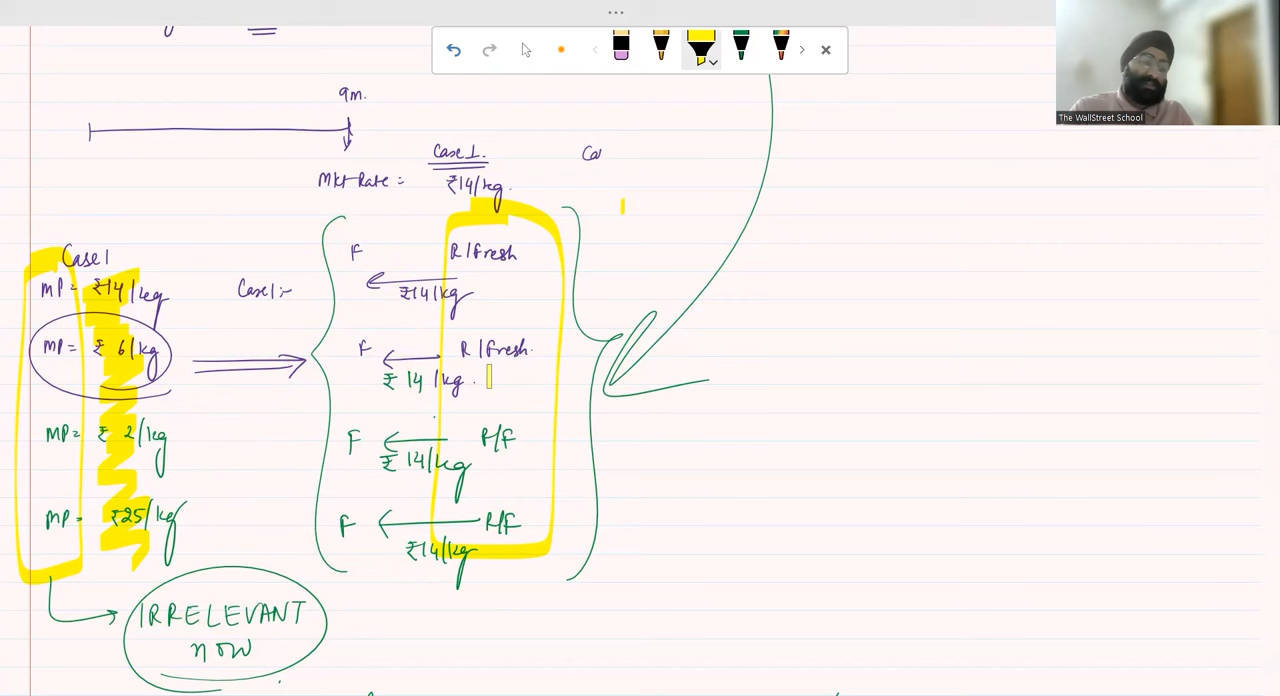 The WallStreet School
9m.
Case 1.
Mkt Rate = ₹14/kg.
Case 1
MP = ₹14/kg
MP = ₹ 6/kg
MP = ₹ 2/kg
MP = ₹25/kg
IRRELEVANT
now
Case 1:-
F R/Fresh
₹14/kg
F R/Fresh.
₹ 14/kg.
F R/F
₹ 14/kg
F R/F
₹14/kg